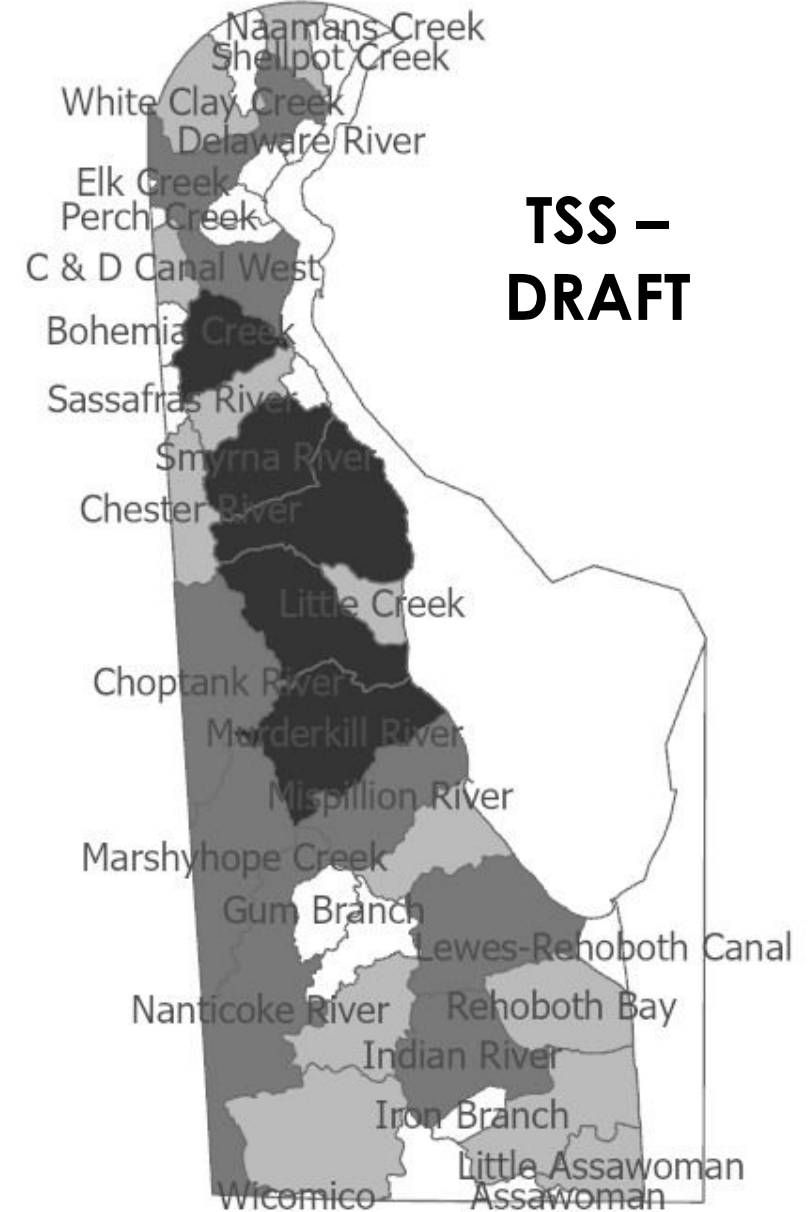 Naamans Creek
Shellpot Creek
White Clay Creek
Delaware River
Elk Creek
Perch Creek
TSS –
DRAFT
C & D Canal West
Bohemia Creek
Sassafras River
Smyrna River
Chester River
Little Creek
Choptank River
Murderkill River
Mispillion River
Marshyhope Creek
Gum Branch
Lewes-Rehoboth Canal
Nanticoke River
Rehoboth Bay
Indian River
Iron Branch
Little Assawoman
Wicomico
Assawoman